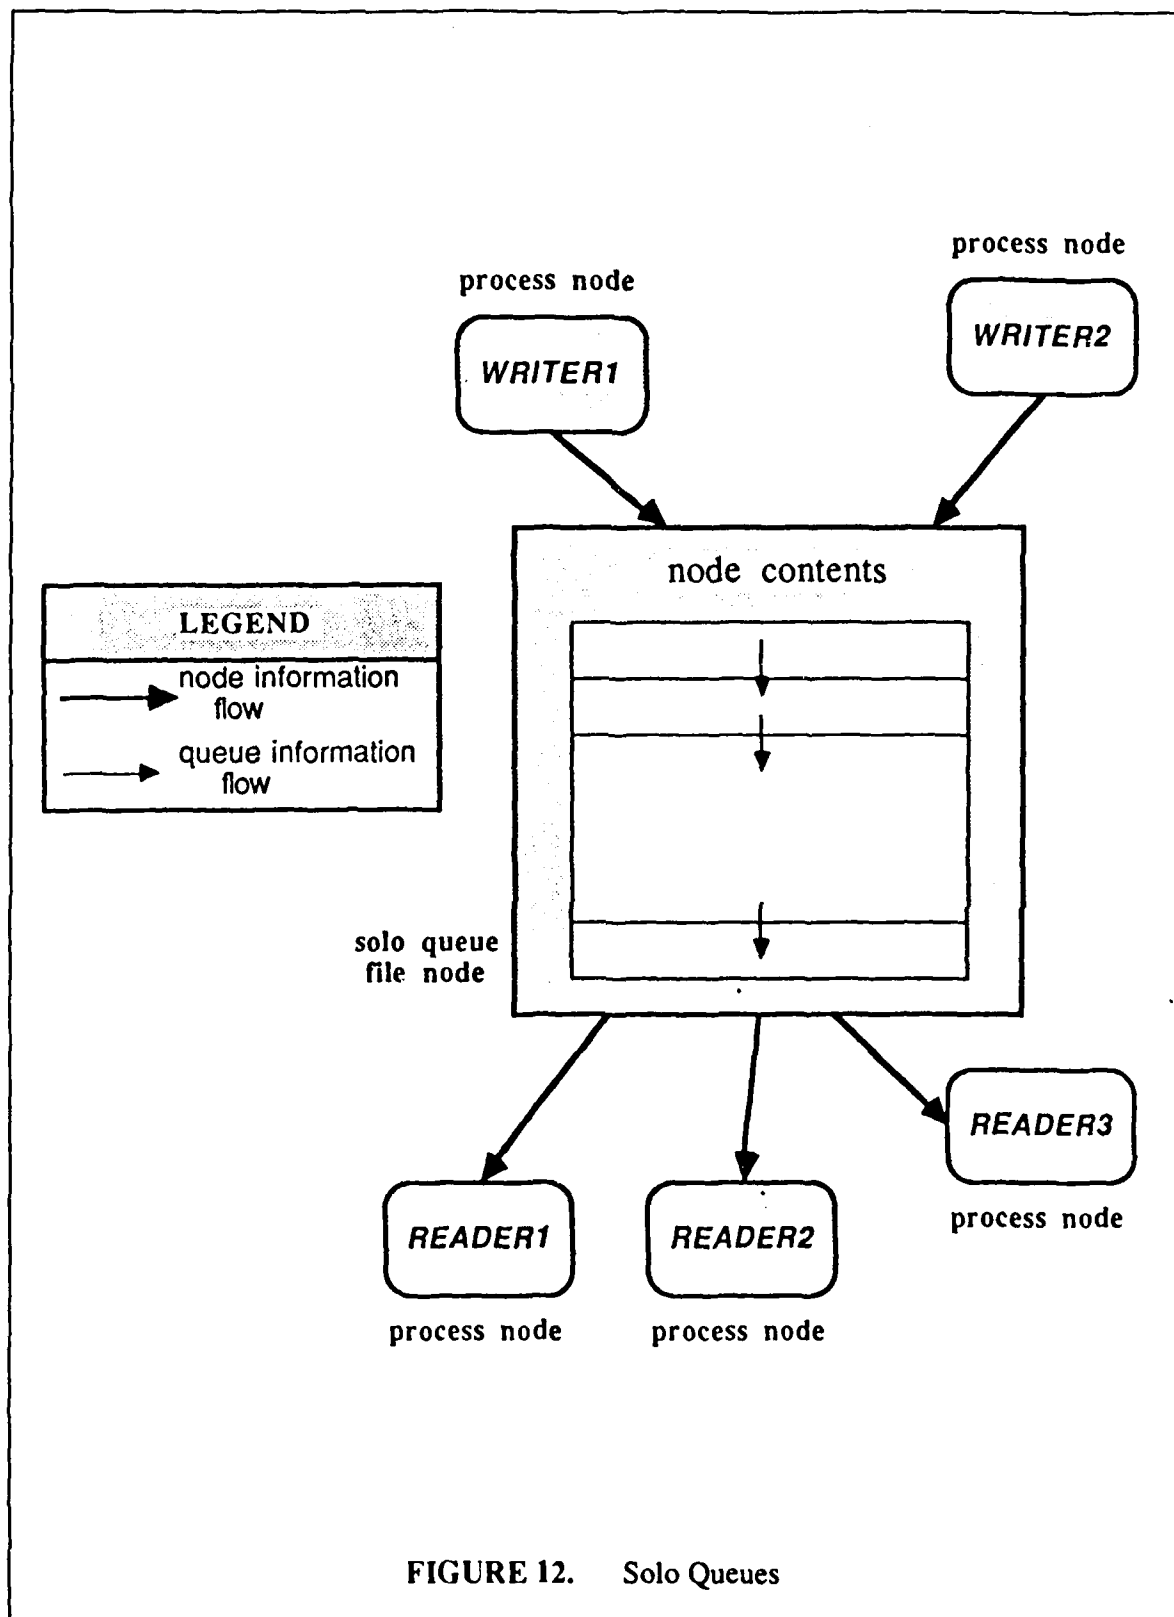 process node
WRITER2
process node
WRITER1
node contents
LEGEND
node information
flow
queue information
flow
solo queue
file node
READER3
process node
READER1
READER2
process node
process node
FIGURE 12. Solo Queues